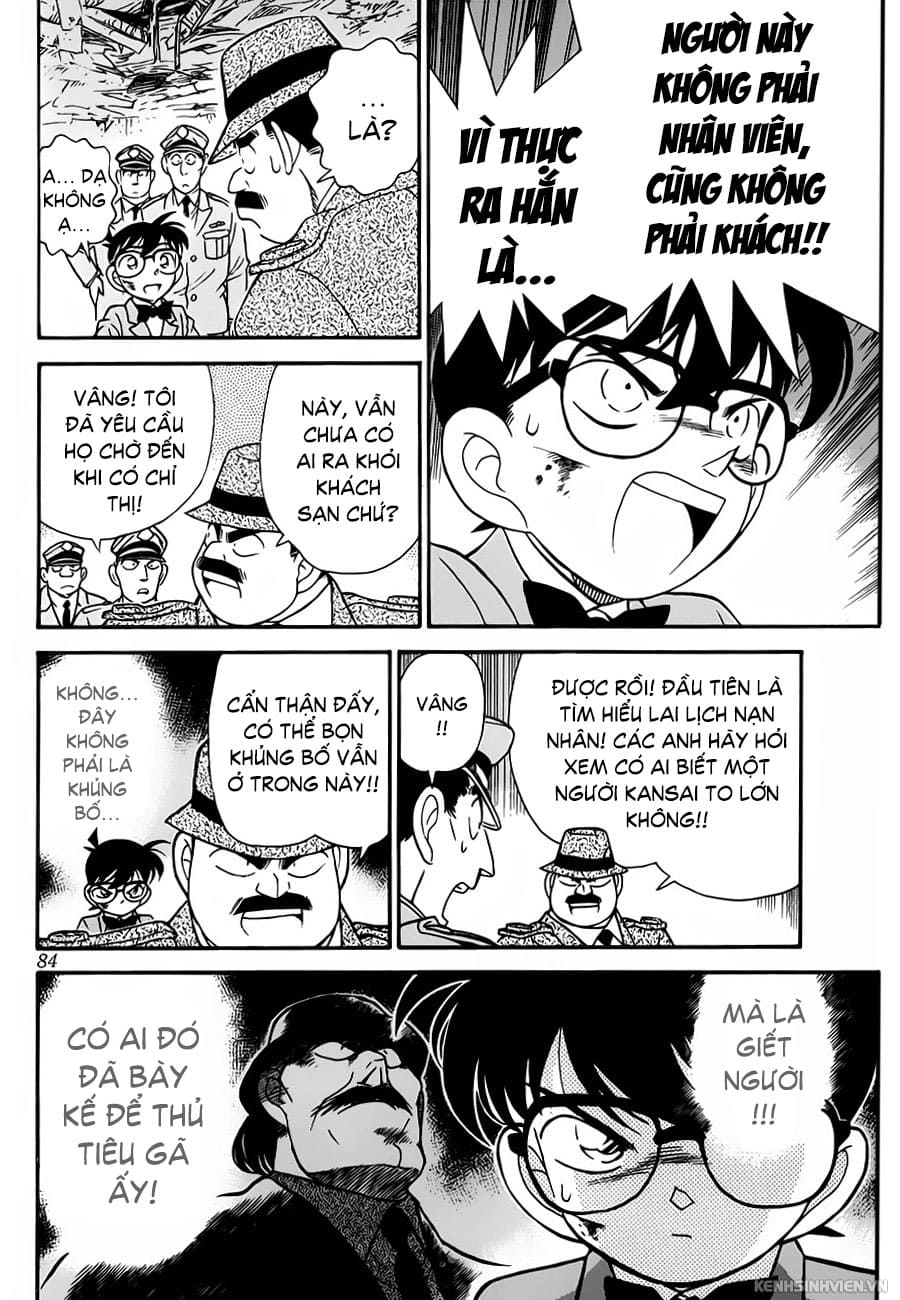 NGƯỜI NÀY
KHÔNG PHẢI
NHÂN VIÊN,
CŨNG KHÔNG
PHẢI KHÁCH!!
VÌ THỰC
RA HẮN
LÀ...
...
LÀ?
A... DẠ
KHÔNG
Ạ...
NÀY, VẪN
CHƯA CÓ
AI RA KHỎI
KHÁCH
SẠN CHỨ?
VÂNG! TÔI
ĐÃ YÊU CẦU
HỌ CHỜ ĐẾN
KHI CÓ CHỈ
THỊ!
ĐƯỢC RỒI! ĐẦU TIÊN LÀ
TÌM HIỂU LAI LỊCH NẠN
NHÂN! CÁC ANH HÃY HỎI
XEM CÓ AI BIẾT MỘT
NGƯỜI KANSAI TO LỚN
KHÔNG!!
VÂNG
!!
CẨN THẬN ĐẤY,
CÓ THỂ BỌN
KHỦNG BỐ VẪN
Ở TRONG NÀY!!
KHÔNG...
ĐÂY
KHÔNG
PHẢI LÀ
KHỦNG
BỐ...
84
MÀ LÀ
GIẾT
NGƯỜI
!!!
CÓ AI ĐÓ
ĐÃ BÀY
KẾ ĐỂ THỦ
TIÊU GÃ
ẤY!
KENHSINHVIEN.VN